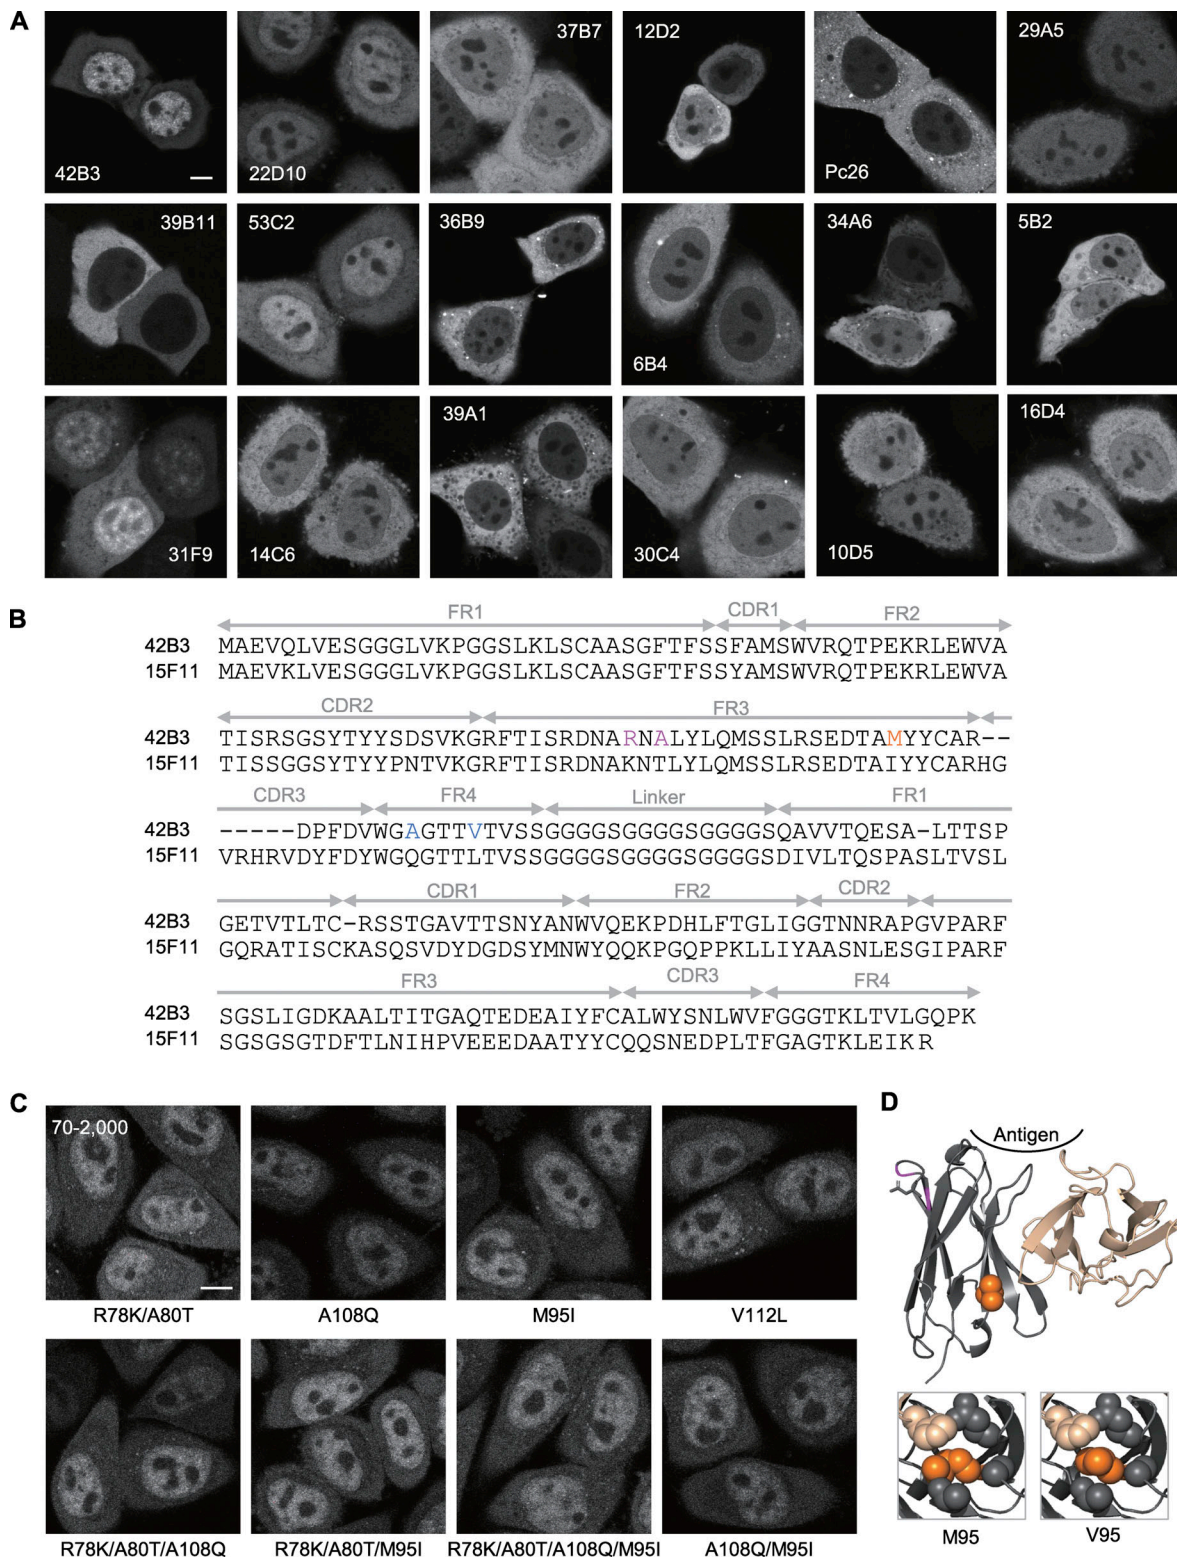 A
42B3
22D10
37B7
12D2
Pc26
29A5
39B11
53C2
36B9
6B4
34A6
5B2
31F9
14C6
39A1
30C4
10D5
16D4
B
FR1 CDR1 FR2
42B3 MAEVQLVESGGGLVKPGGSLKLSCAASGFTFSSFAMSWVRQTPEKRLEWVA
15F11 MAEVKLVESGGGLVKPGGSLKLSCAASGFTFSSYAMSWVRQTPEKRLEWVA
CDR2 FR3
42B3 TISRSGSYTYYSDSVKGRFTISRDNARNALYLQMSSLRSEDTAMYYCAR--
15F11 TISSGGSYTYYPNTVKGRFTISRDNAKNTLYLQMSSLRSEDTAIYYCARHG
CDR3 FR4 Linker FR1
42B3 -----DPFDVWGAGTTVTVSSGGGGSGGGGSGGGGSQAVVTQESA-LTTSP
15F11 VRHRVDYFDYWGQGTTLTVSSGGGGSGGGGSGGGGSDIVLTQSPASLTVSL
CDR1 FR2 CDR2
42B3 GETVTLTC-RSSTGAVTTSNYANWVQEKPDHLFTGLIGGTNNRAPGVPARF
15F11 GQRATISCKASQSVDYDGDSYMNWYQQKPGQPPKLLIYAASNLESGIPARF
FR3 CDR3 FR4
42B3 SGSLIGDKAALTITGAQTEDEAIYFCALWYSNLWVFGGGTKLTVLGQPK
15F11 SGSGSGTDFTLNIHPVEEEDAATYYCQQSNEDPLTFGAGTKLEIKR
C
70-2,000
R78K/A80T
A108Q
M95I
V112L
R78K/A80T/A108Q
R78K/A80T/M95I
R78K/A80T/A108Q/M95I
A108Q/M95I
D
Antigen
M95
V95